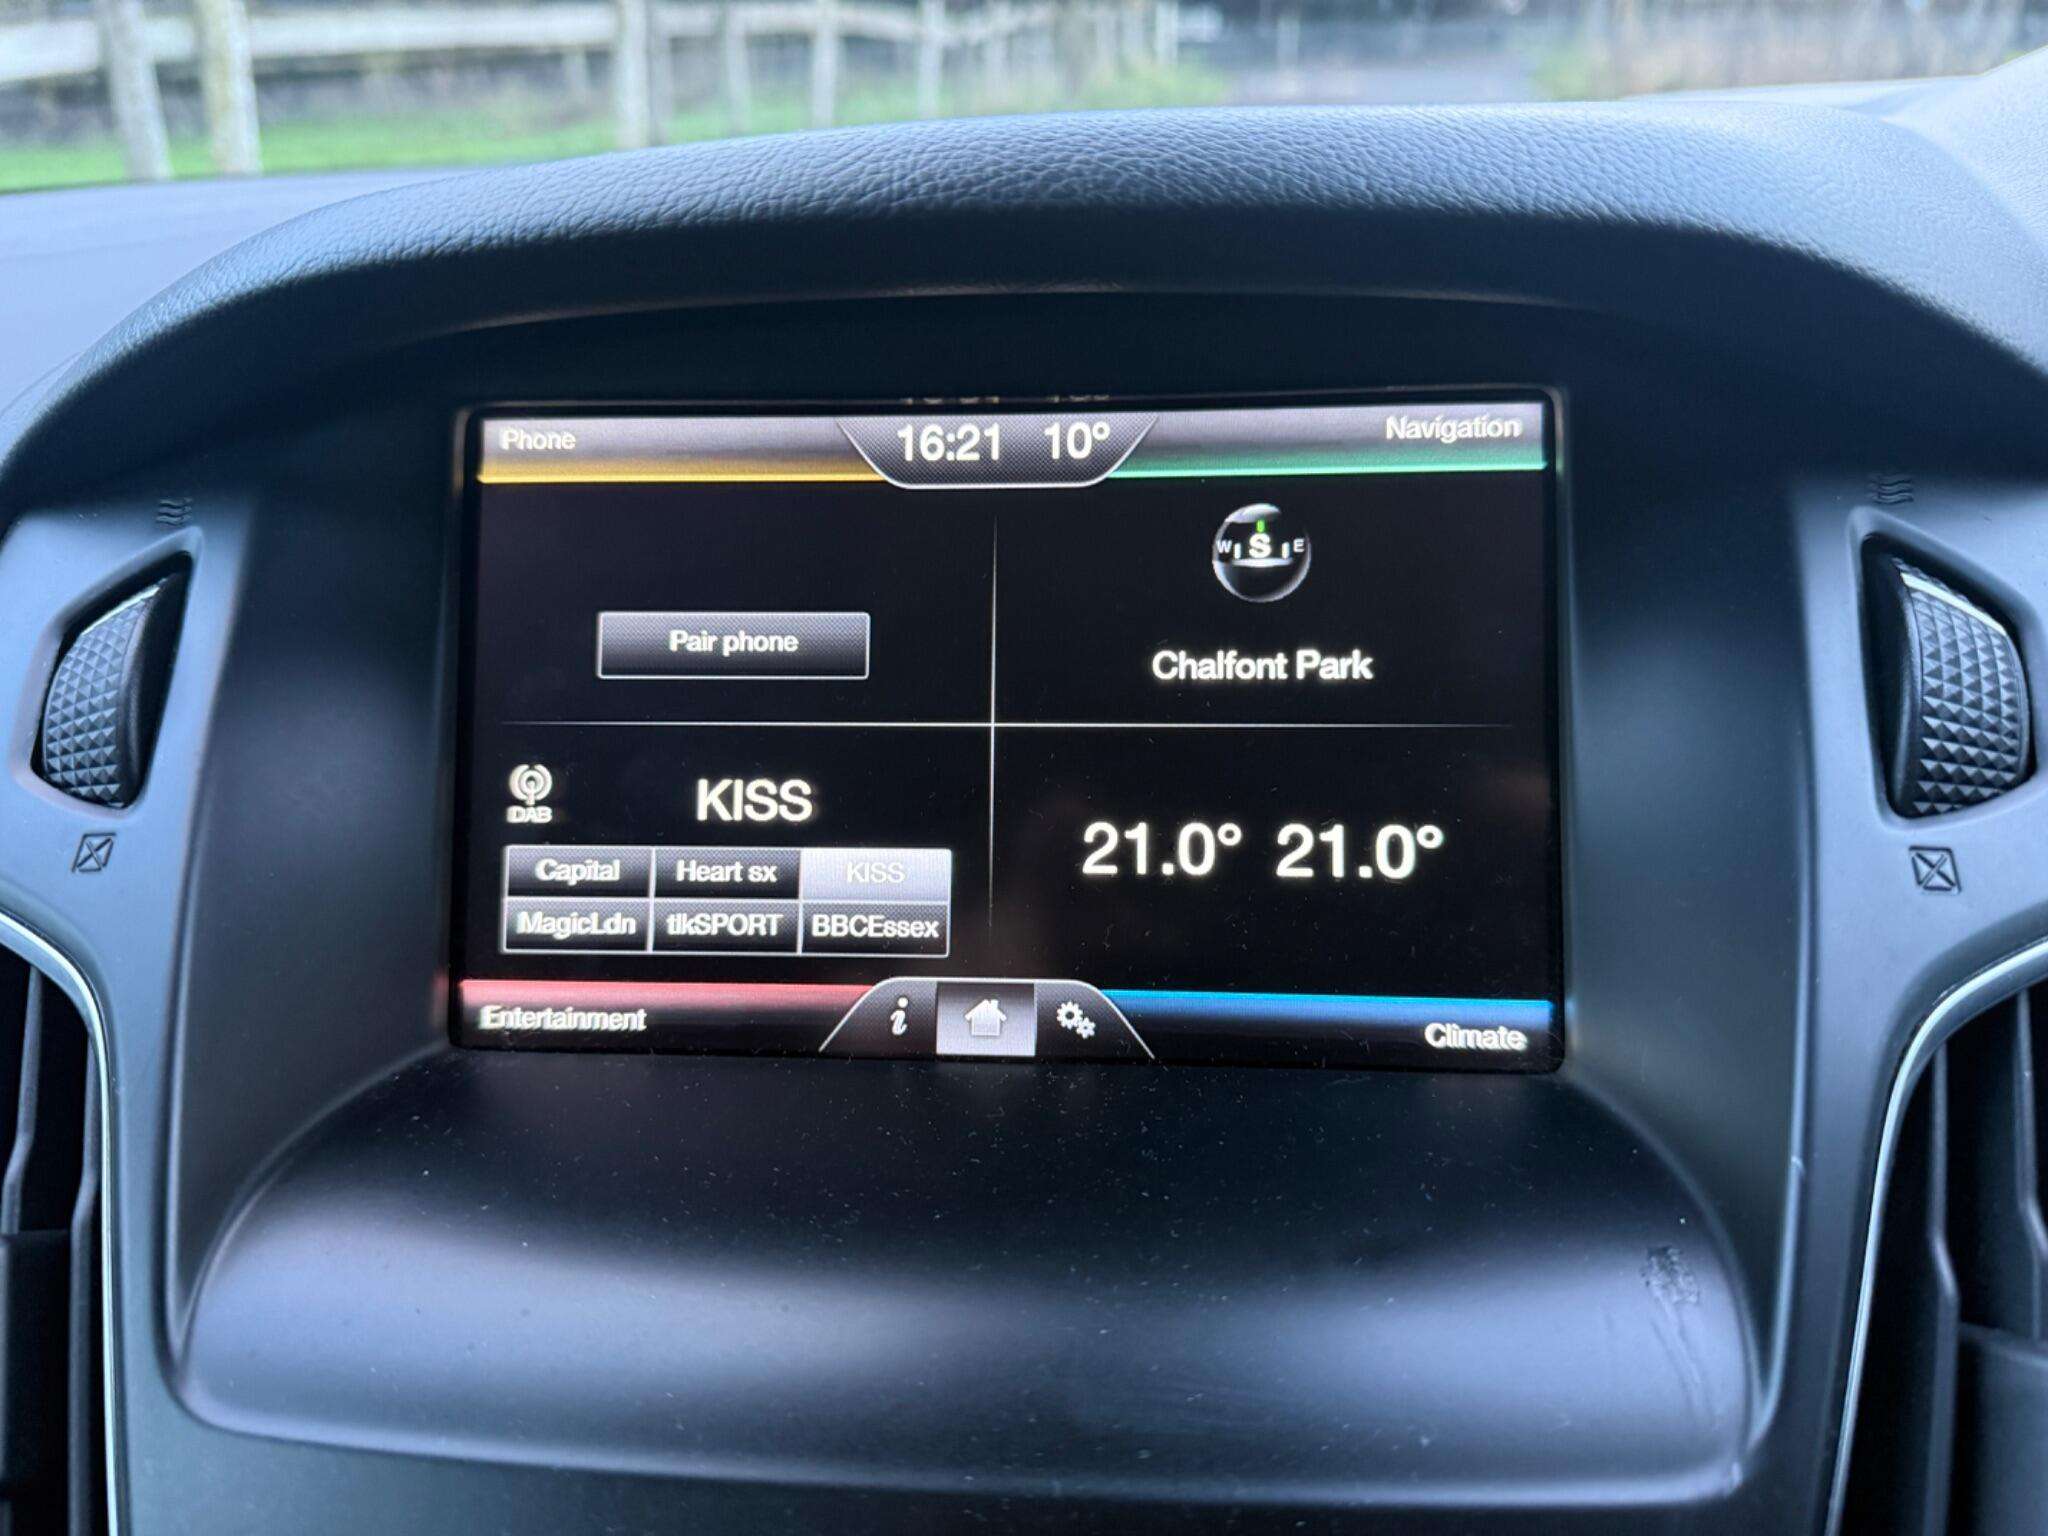 Phone
16:21 10°
Navigation
Pair phone
W S E
Chalfont Park
DAB
KISS
Capital Heart sx KISS
MagicLdn tlkSPORT BBCEssex
21.0° 21.0°
Entertainment
i
Climate